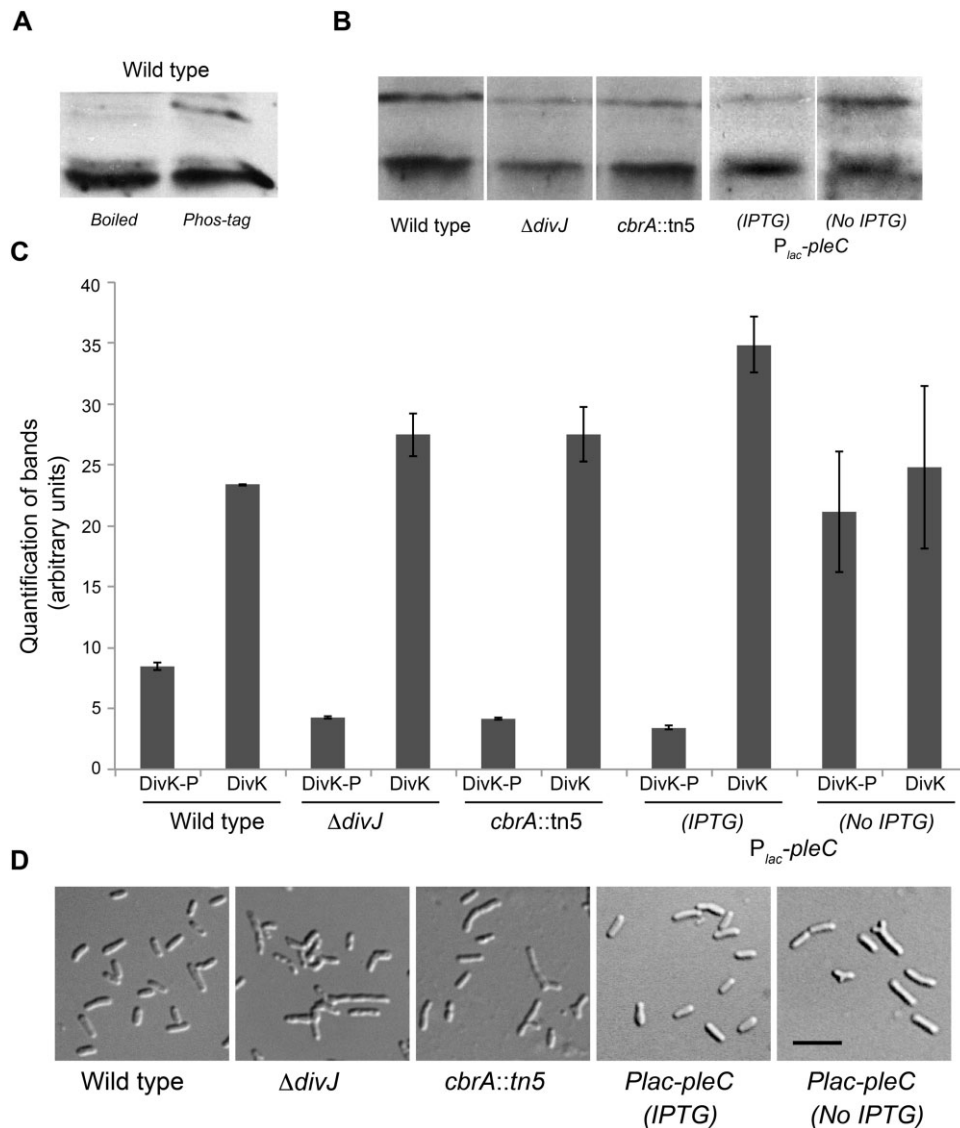 A
Wild type
Boiled Phos-tag
B
Wild type ΔdivJ cbrA::tn5 (IPTG) (No IPTG)
Plac-pleC
C
Quantification of bands
(arbitrary units)
40
35
30
25
20
15
10
5
0
DivK-P DivK DivK-P DivK DivK-P DivK DivK-P DivK DivK-P DivK
Wild type ΔdivJ cbrA::tn5 (IPTG) (No IPTG)
Plac-pleC
D
Wild type ΔdivJ cbrA::tn5 Plac-pleC Plac-pleC
(IPTG) (No IPTG)